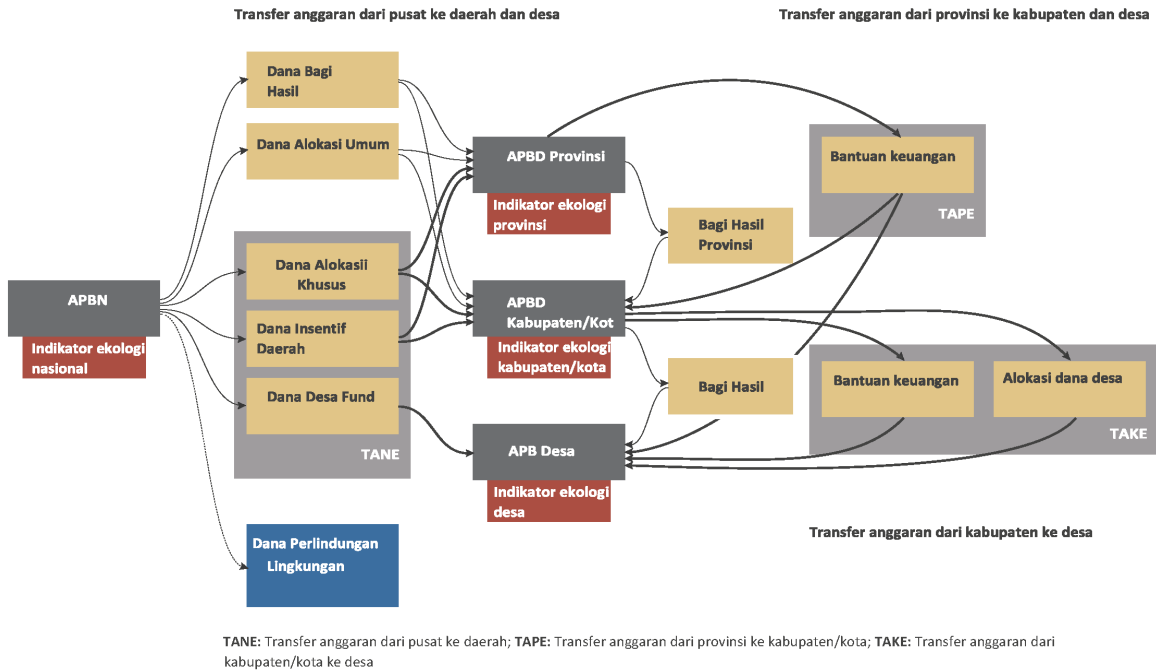 Transfer anggaran dari pusat ke daerah dan desa
Transfer anggaran dari provinsi ke kabupaten dan desa
Dana Bagi
Hasil
Dana Alokasi Umum
APBD Provinsi
Indikator ekologi
provinsi
Bantuan keuangan
TAPE
Bagi Hasil
Provinsi
Dana Alokasii
Khusus
APBN
Indikator ekologi
nasional
Dana Insentif
Daerah
Dana Desa Fund
TANE
APBD
Kabupaten/Kot
Indikator ekologi
kabupaten/kota
Bagi Hasil
Bantuan keuangan
Alokasi dana desa
TAKE
APB Desa
Indikator ekologi
desa
Dana Perlindungan
Lingkungan
Transfer anggaran dari kabupaten ke desa
TANE: Transfer anggaran dari pusat ke daerah; TAPE: Transfer anggaran dari provinsi ke kabupaten/kota; TAKE: Transfer anggaran dari
kabupaten/kota ke desa